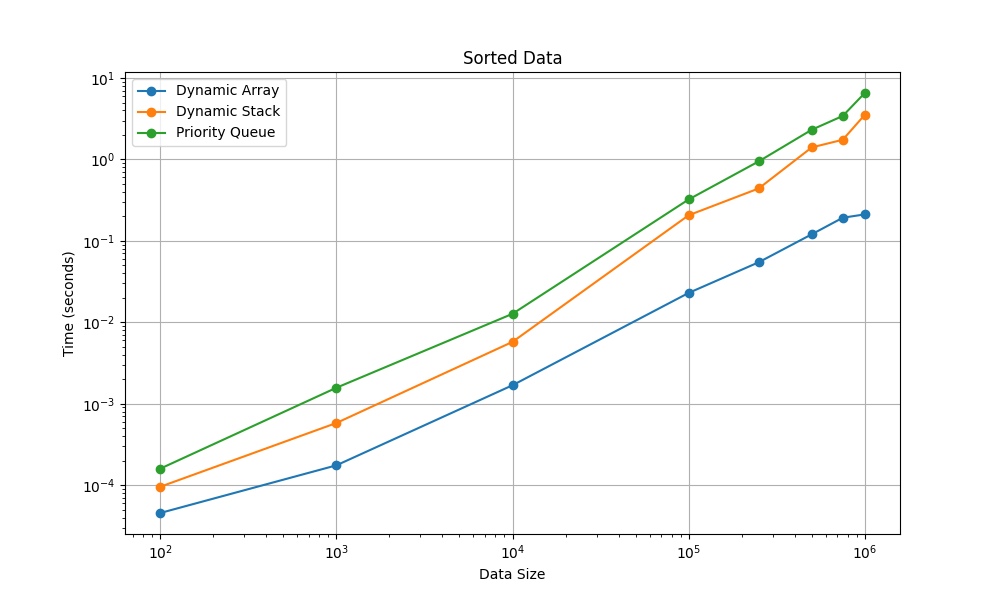 Sorted Data
Dynamic Array
Dynamic Stack
Priority Queue
Time (seconds)
10¹
10⁰
10⁻¹
10⁻²
10⁻³
10⁻⁴
10² 10³ 10⁴ 10⁵ 10⁶
Data Size